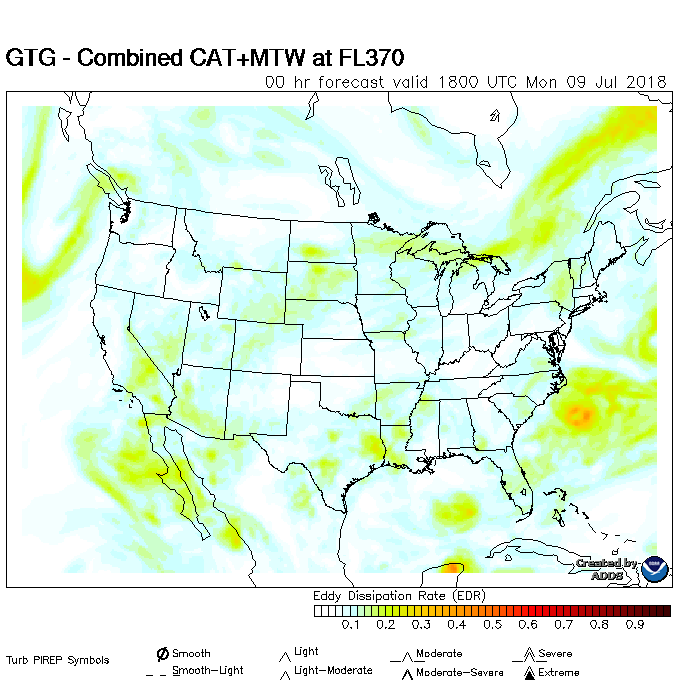 GTG - Combined CAT+MTW at FL370
00 hr forecast valid 1800 UTC Mon 09 Jul 2018
Created by
ADDS
Eddy Dissipation Rate (EDR)
0.1 0.2 0.3 0.4 0.5 0.6 0.7 0.8 0.9
Turb PIREP Symbols
Smooth Light Moderate Severe
Smooth-Light Light-Moderate Moderate-Severe Extreme